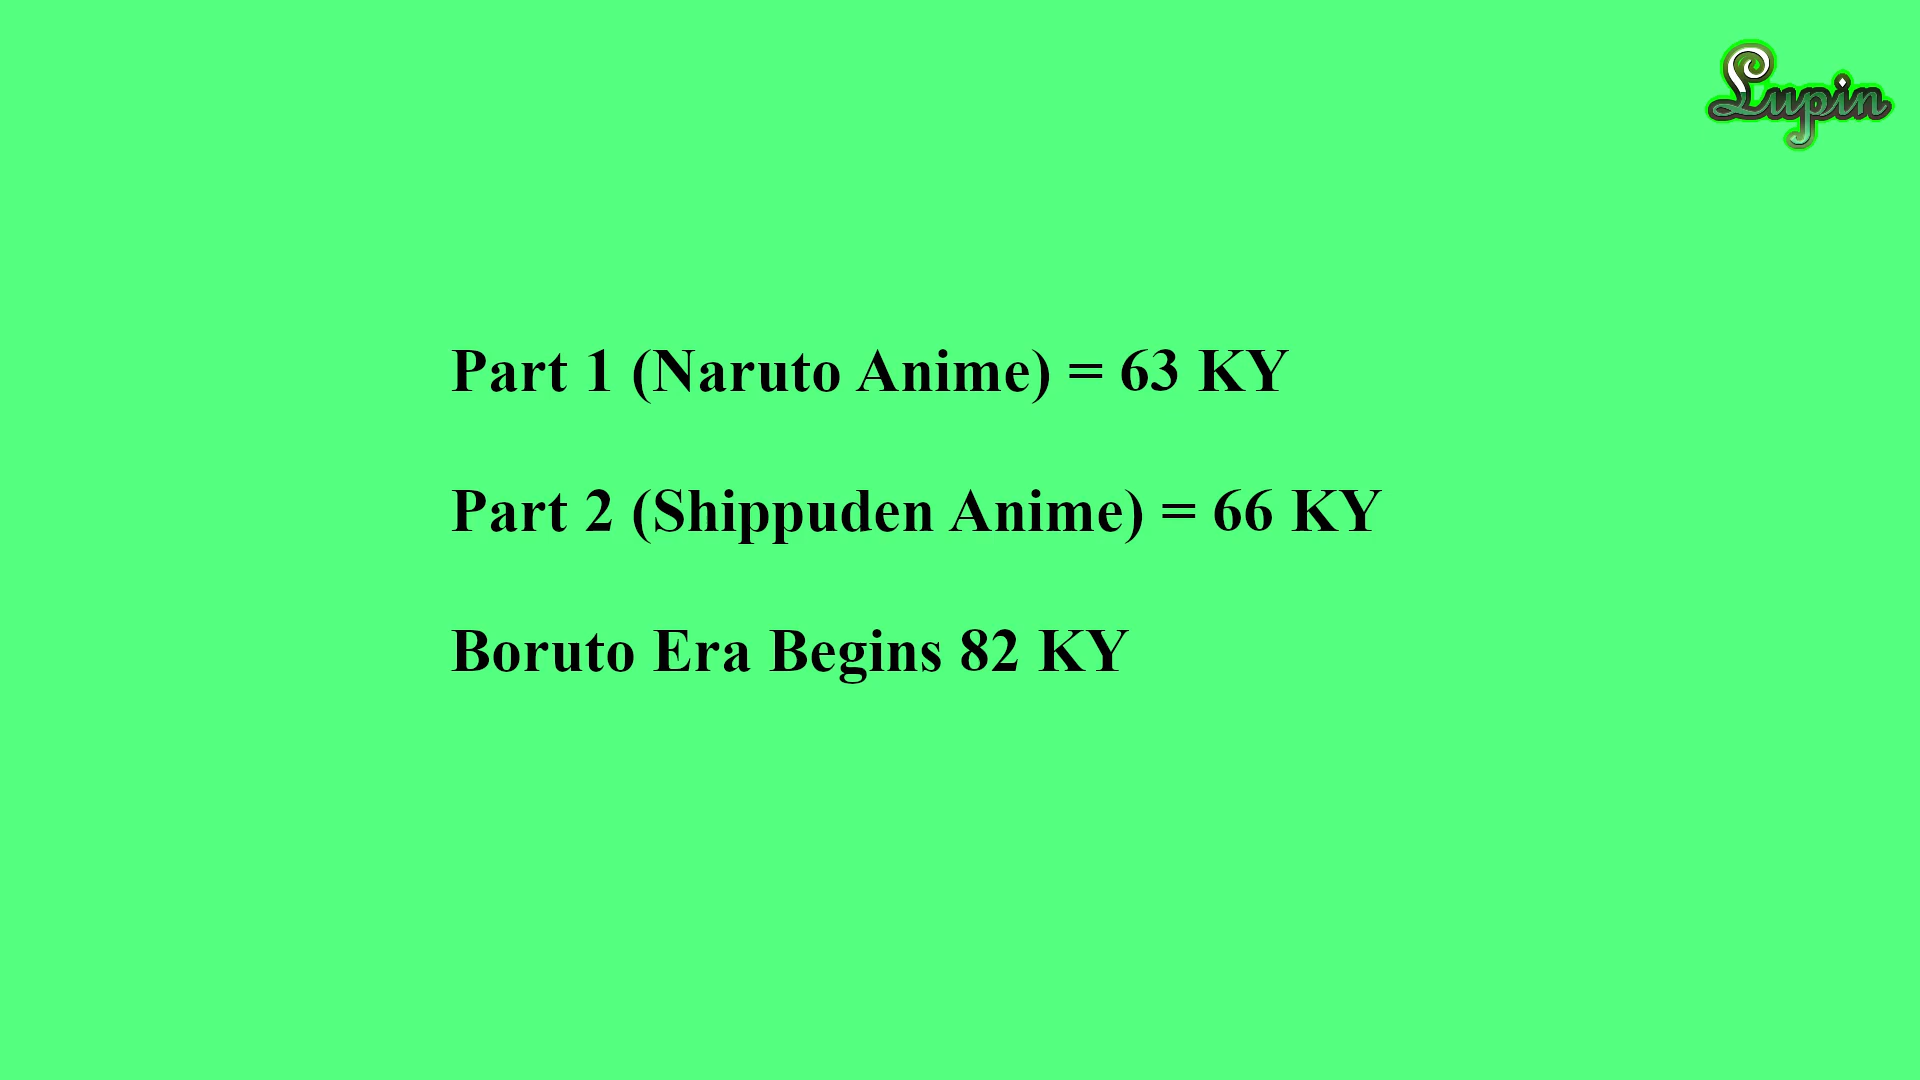 Lupin
Part 1 (Naruto Anime) = 63 KY
Part 2 (Shippuden Anime) = 66 KY
Boruto Era Begins 82 KY